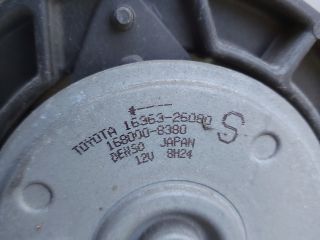 TOYOTA 16363-26080
168000-8380
DENSO JAPAN
12V 8H24
S